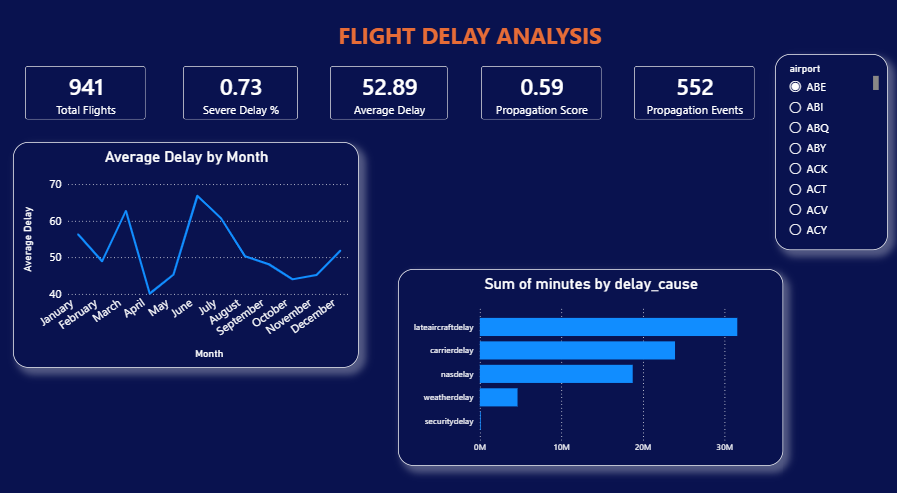 FLIGHT DELAY ANALYSIS
941
Total Flights
0.73
Severe Delay %
52.89
Average Delay
0.59
Propagation Score
552
Propagation Events
airport
ABE
ABI
ABQ
ABY
ACK
ACT
ACV
ACY
Average Delay by Month
Average Delay
70
60
50
40
January
February
March
April
May
June
July
August
September
October
November
December
Month
Sum of minutes by delay_cause
lateaircraftdelay
carrierdelay
nasdelay
weatherdelay
securitydelay
0M 10M 20M 30M